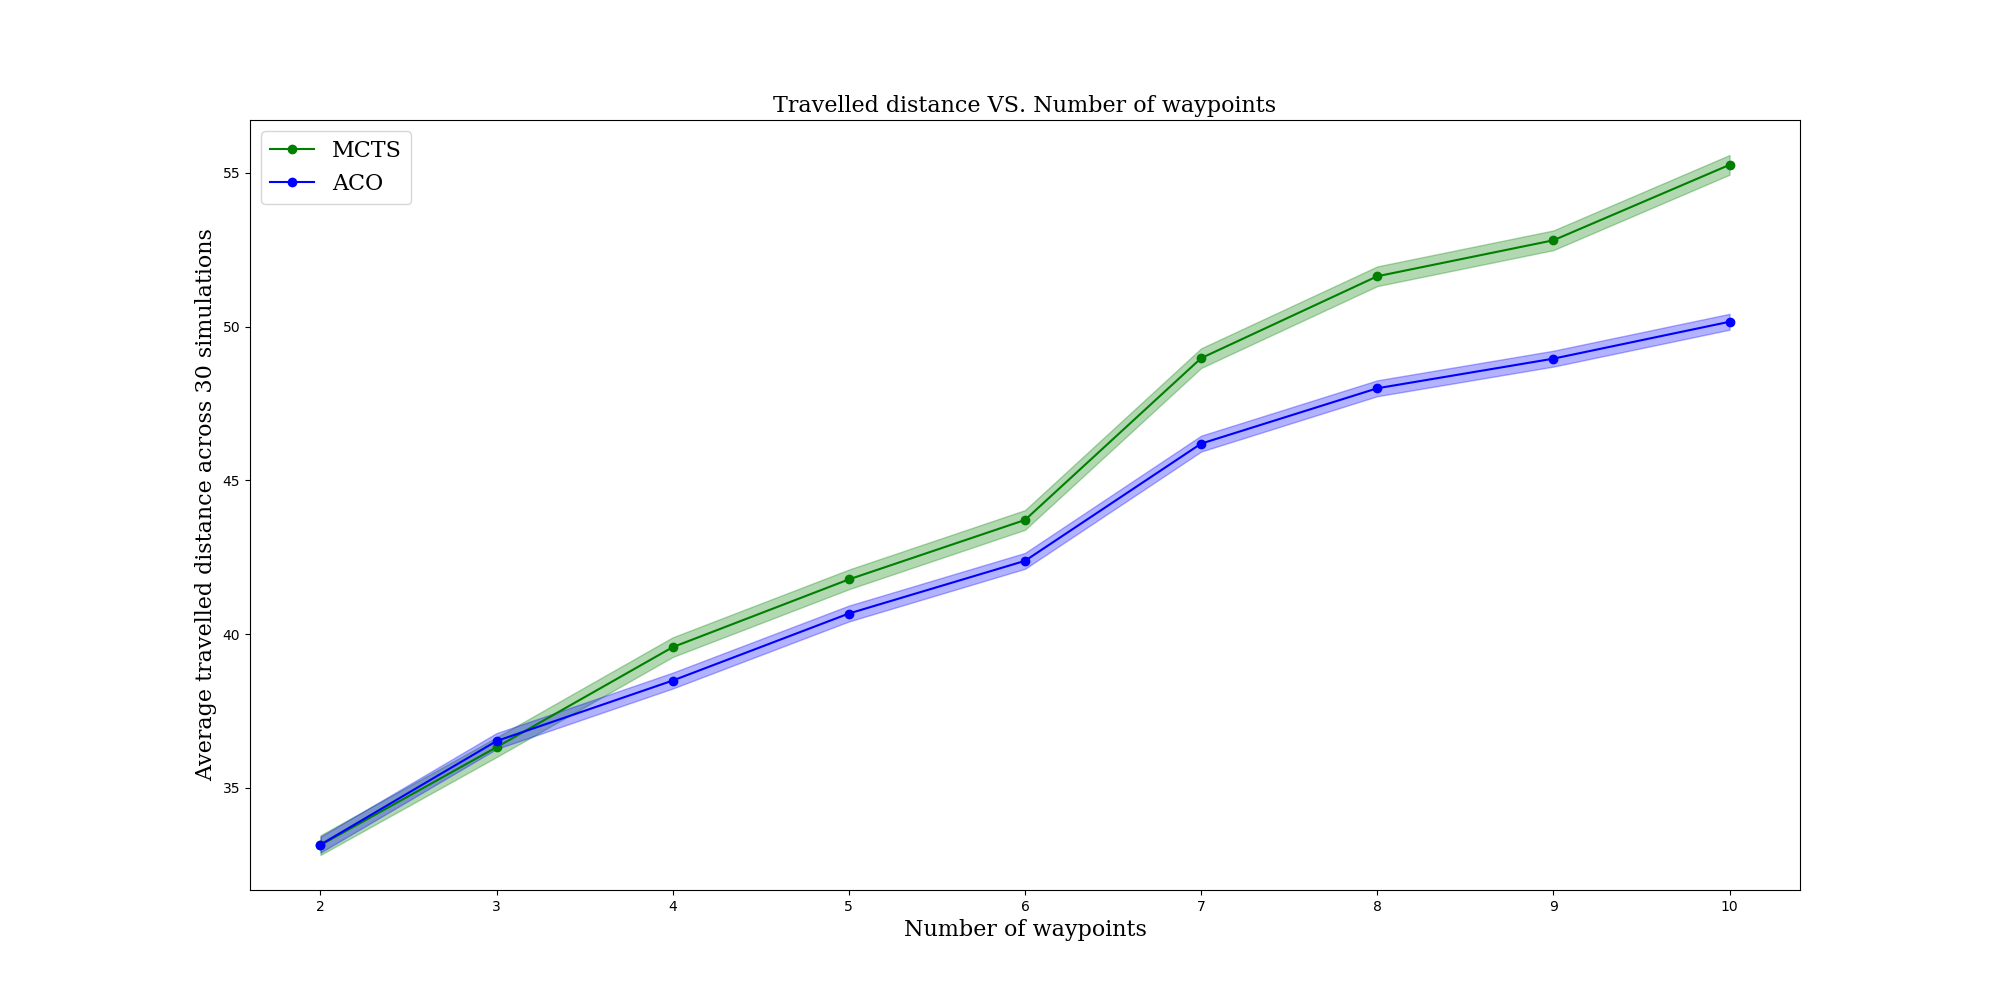 Travelled distance VS. Number of waypoints
MCTS
ACO
Average travelled distance across 30 simulations
55
50
45
40
35
2 3 4 5 6 7 8 9 10
Number of waypoints